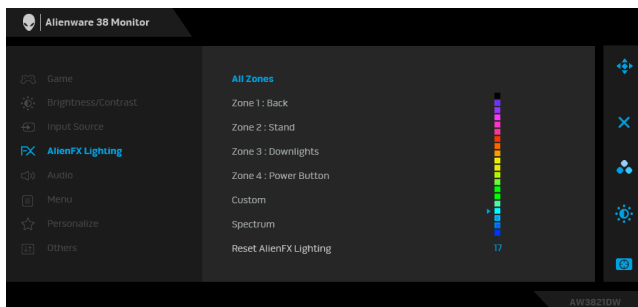 Alienware 38 Monitor
Game
Brightness/Contrast
Input Source
AlienFX Lighting
Audio
Menu
Personalize
Others
All Zones
Zone 1 : Back
Zone 2 : Stand
Zone 3 : Downlights
Zone 4 : Power Button
Custom
Spectrum
Reset AlienFX Lighting
17
AW3821DW